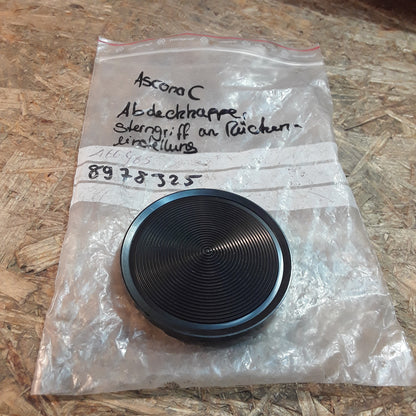 Ascona C
Abdeckkappe,
sterngriff an Rücken-
einstellung
8978325